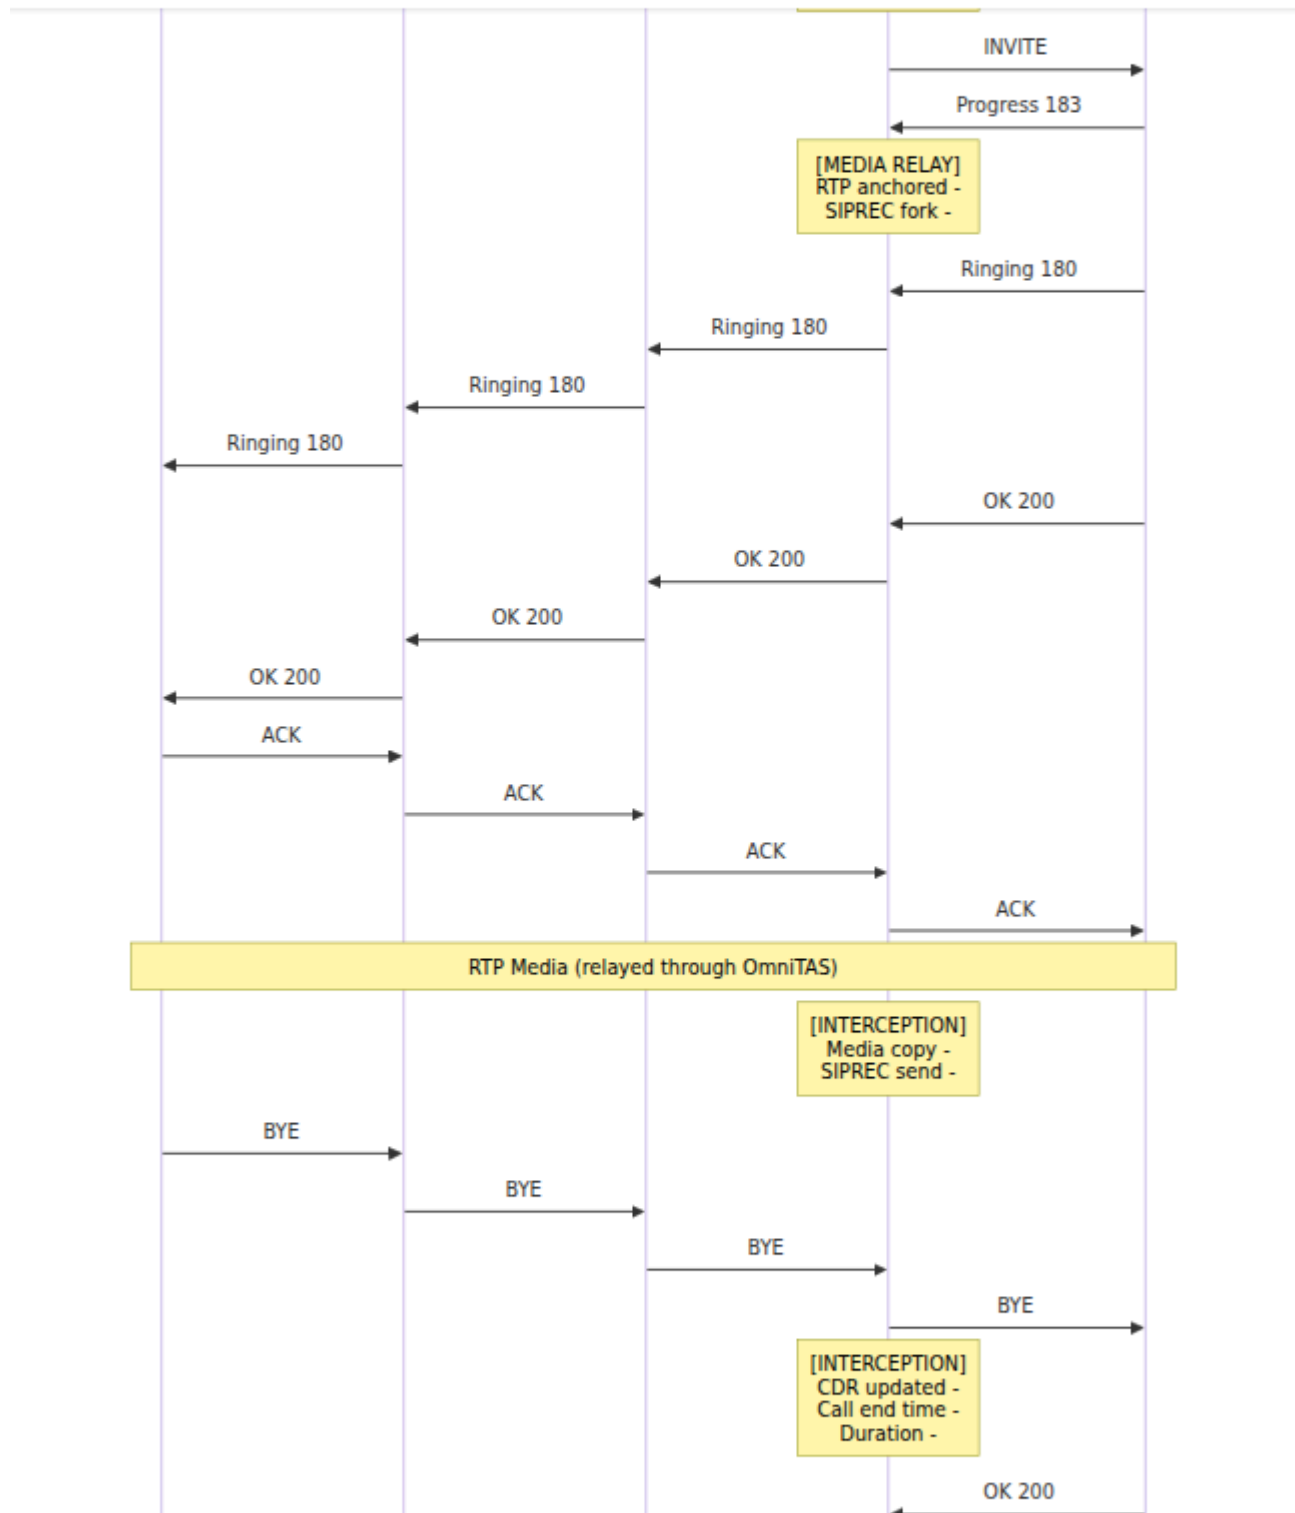 INVITE
Progress 183
[MEDIA RELAY]
RTP anchored -
SIPREC fork -
Ringing 180
Ringing 180
Ringing 180
Ringing 180
OK 200
OK 200
OK 200
OK 200
ACK
ACK
ACK
ACK
RTP Media (relayed through OmniTAS)
[INTERCEPTION]
Media copy -
SIPREC send -
BYE
BYE
BYE
BYE
[INTERCEPTION]
CDR updated -
Call end time -
Duration -
OK 200